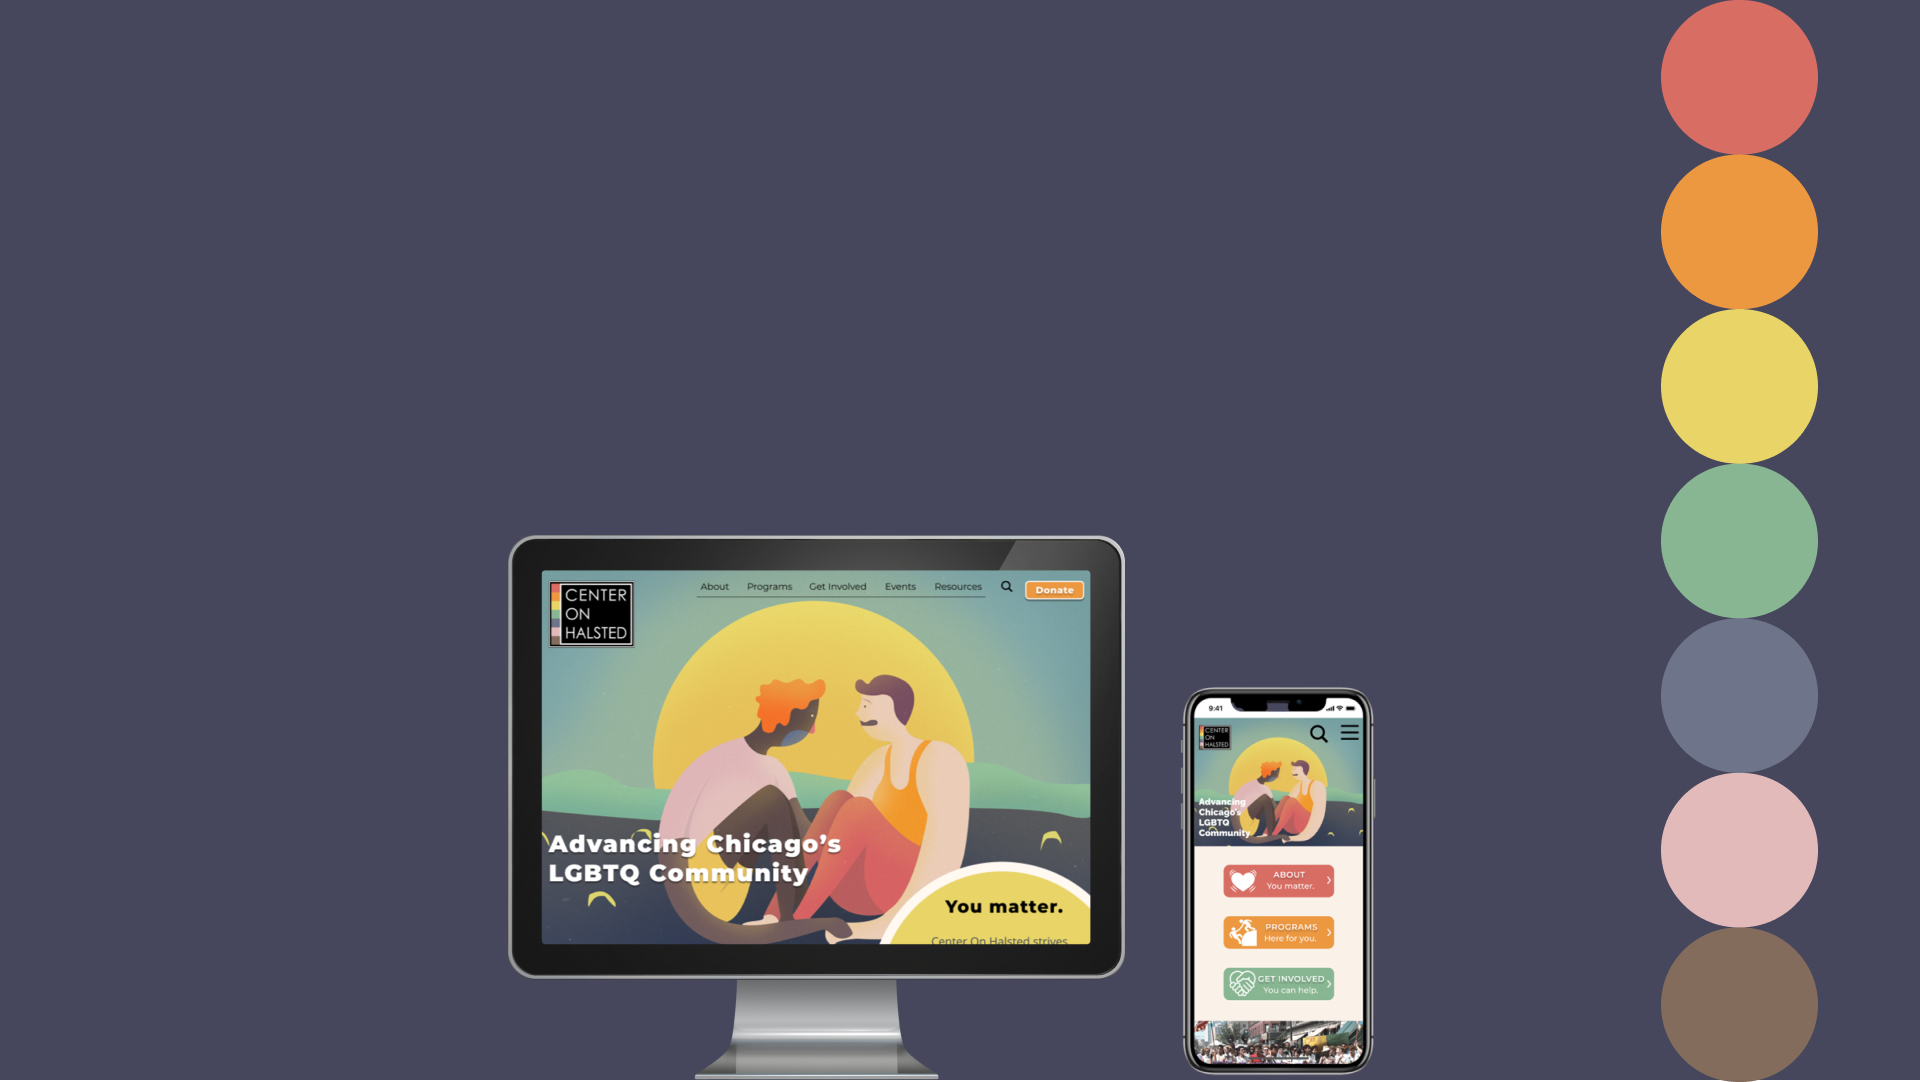 CENTER
ON
HALSTED
About Programs Get Involved Events Resources
Donate
Advancing Chicago’s
LGBTQ Community
You matter.
Center On Halsted strives
9:41
CENTER
ON
HALSTED
Advancing
Chicago’s
LGBTQ
Community
ABOUT
You matter.
PROGRAMS
Here for you.
GET INVOLVED
You can help.